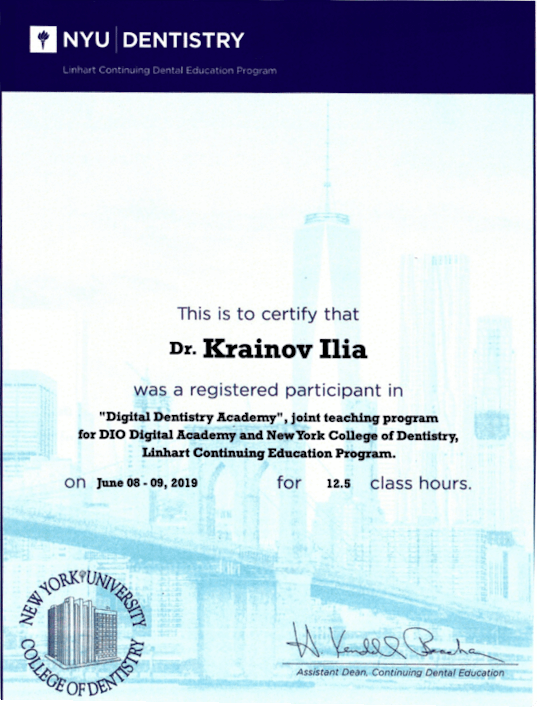 NYU DENTISTRY
Linhart Continuing Dental Education Program
This is to certify that
Dr. Krainov Ilia
was a registered participant in
"Digital Dentistry Academy", joint teaching program
for DIO Digital Academy and New York College of Dentistry,
Linhart Continuing Education Program.
on June 08 - 09, 2019 for 12.5 class hours.
NEW YORK UNIVERSITY
COLLEGE OF DENTISTRY
H. Kendall Beacham
Assistant Dean, Continuing Dental Education